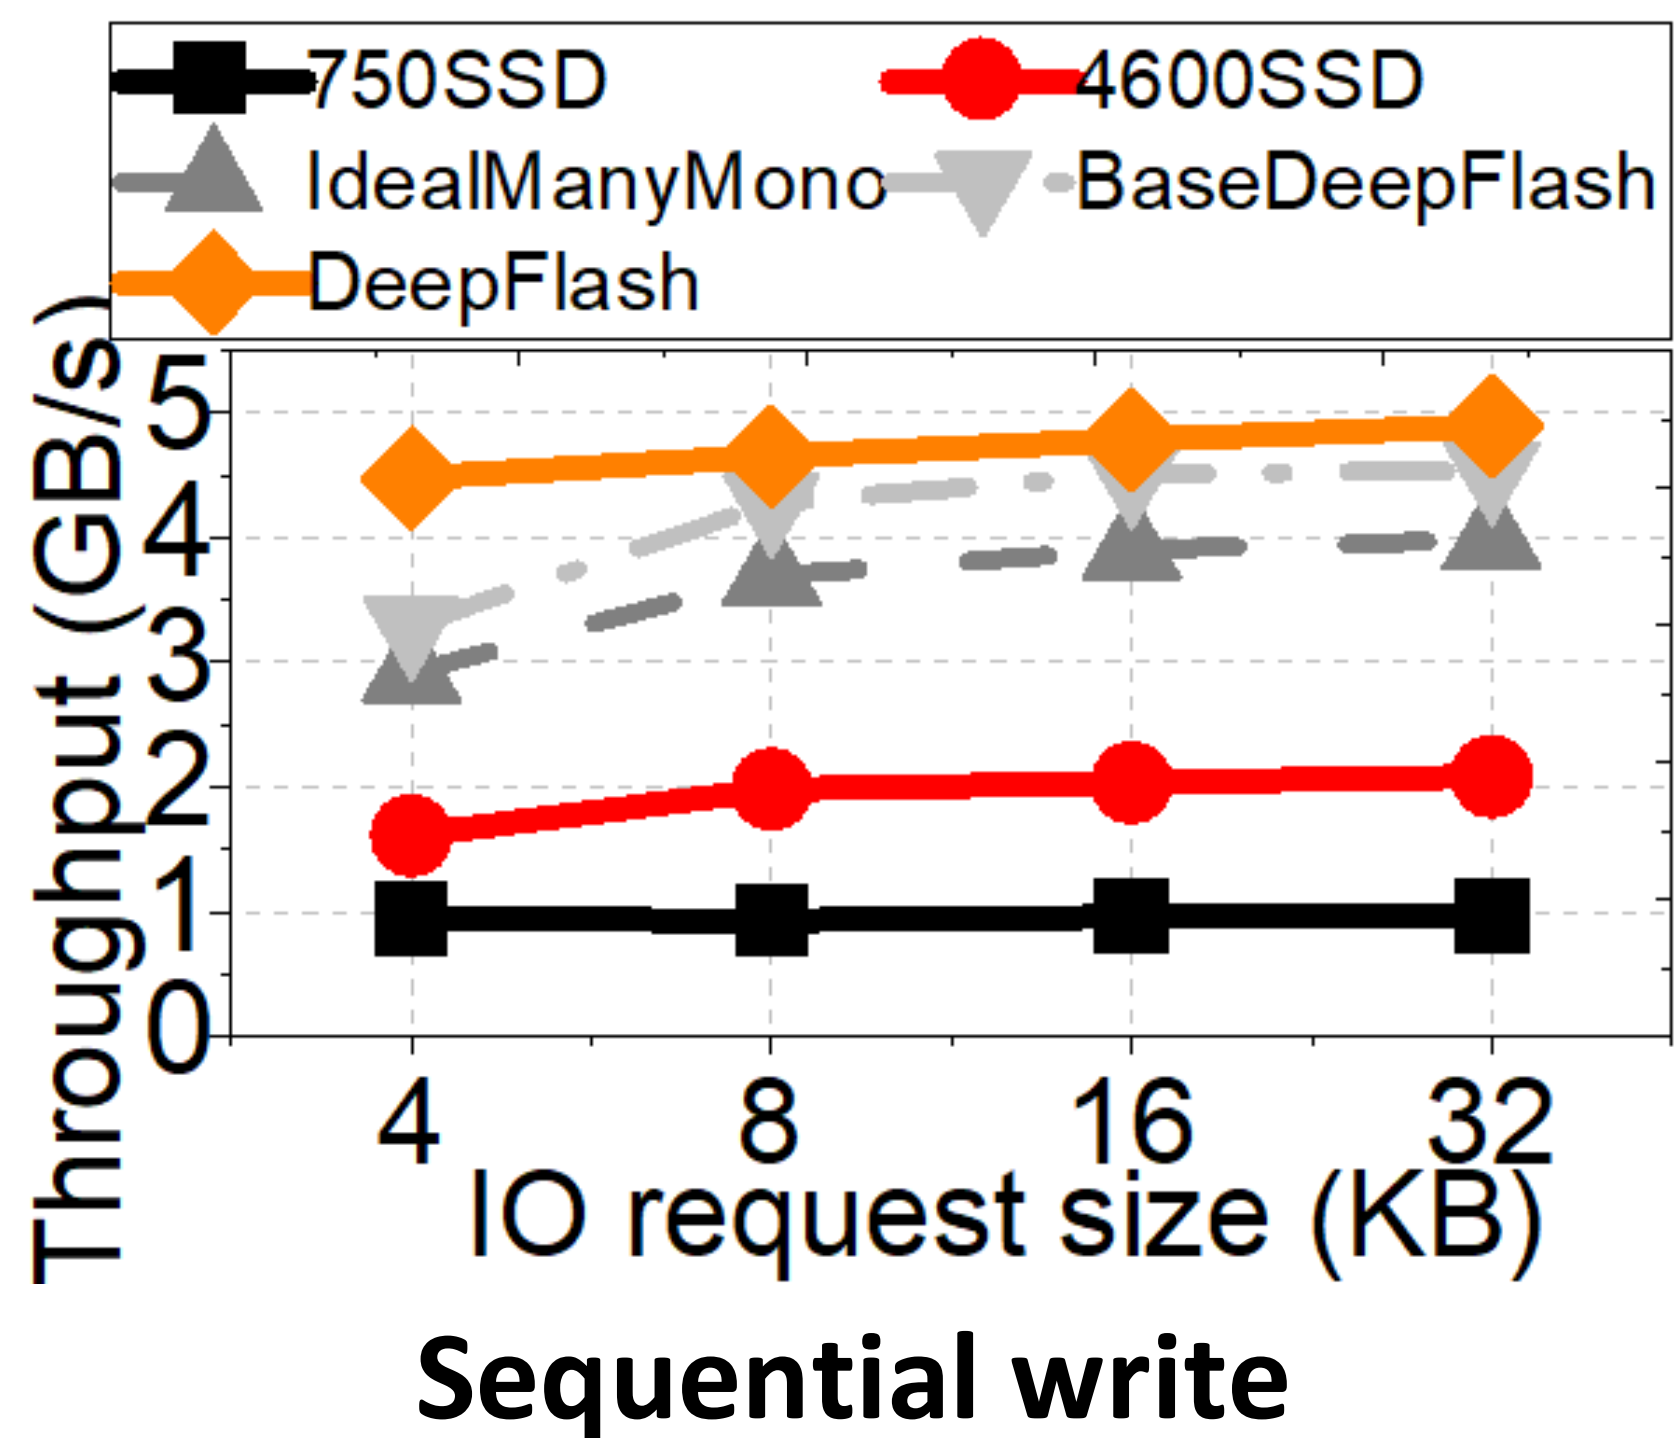 750SSD 4600SSD
IdealManyMono BaseDeepFlash
DeepFlash
Throughput (GB/s)
5
4
3
2
1
0
4 8 16 32
IO request size (KB)
Sequential write